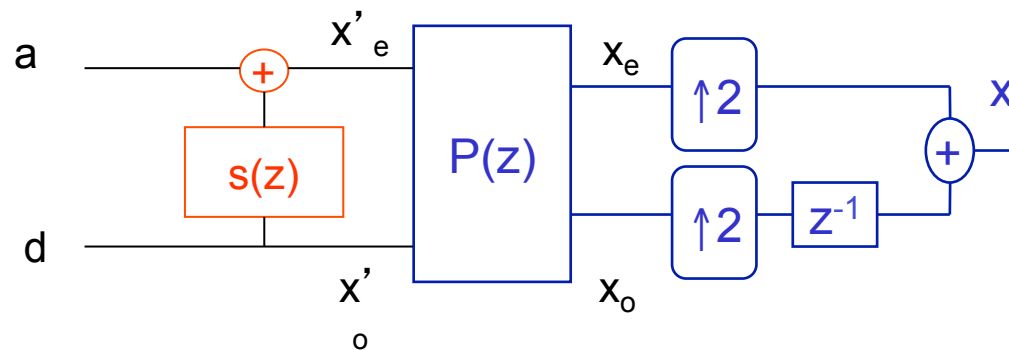 a
x’e
+
s(z)
d
x’o
P(z)
xe
↑2
xo
↑2
z-1
+
x